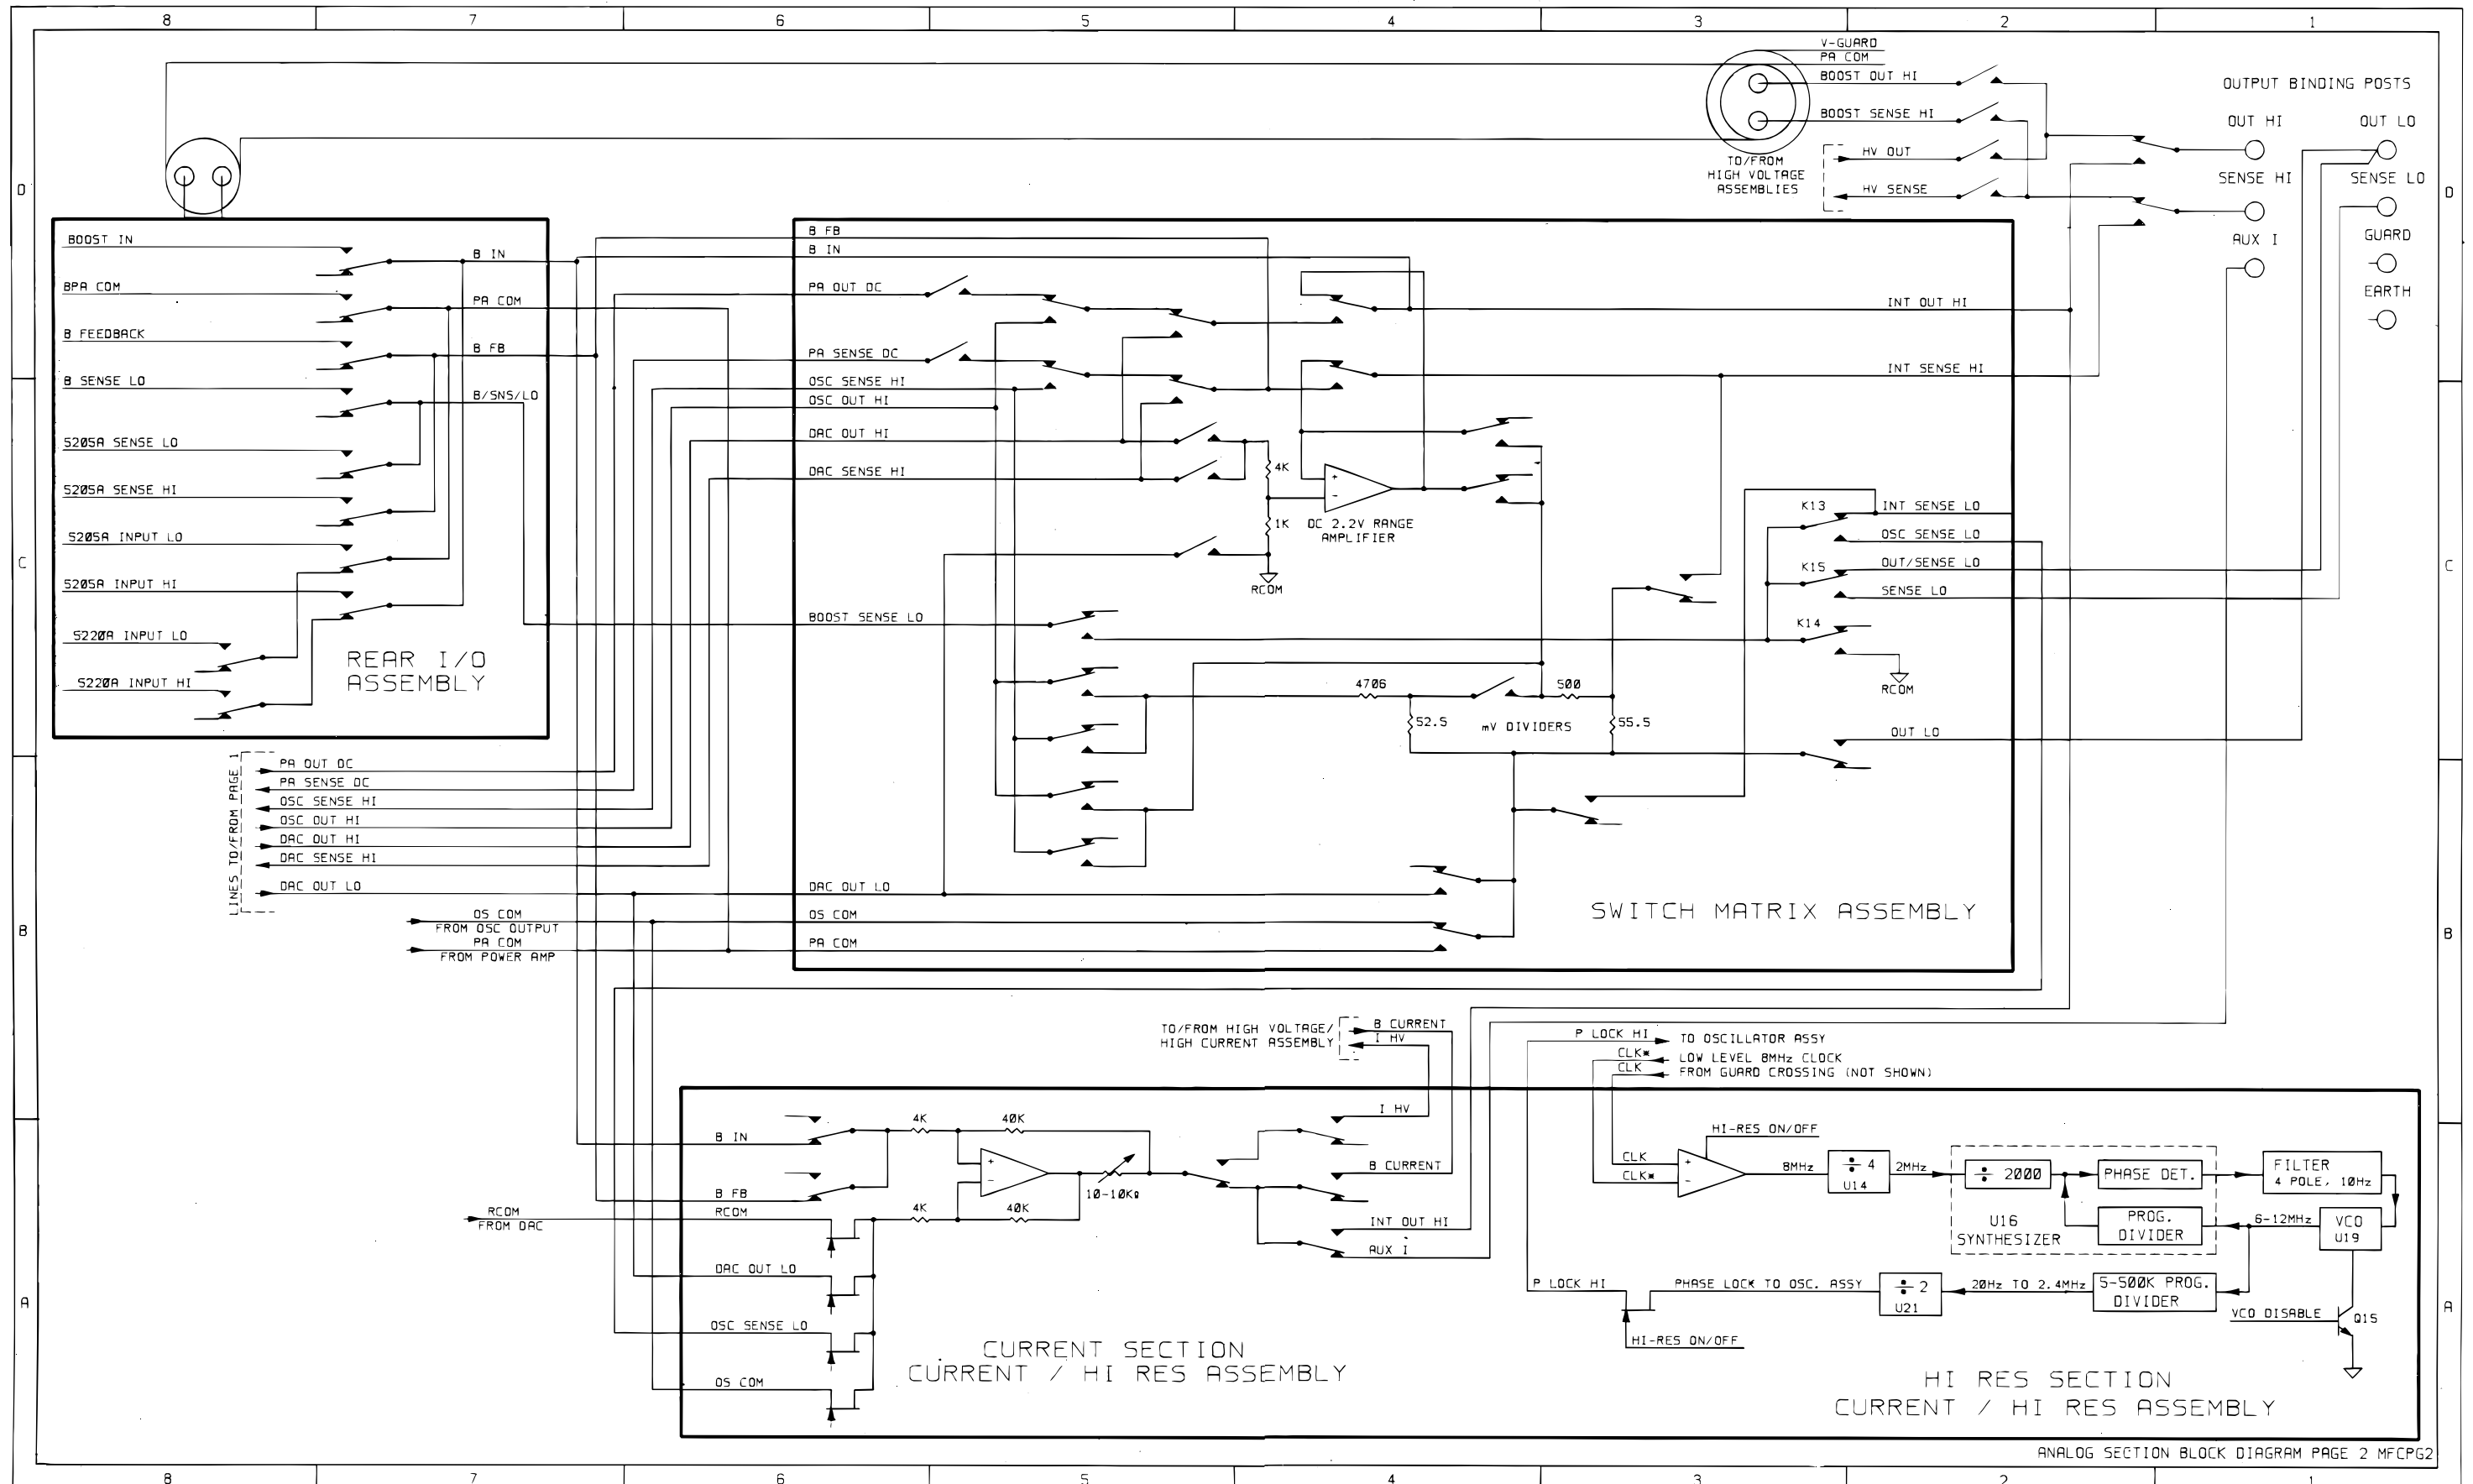 8 7 6 5 4 3 2 1
V-GUARD
PA COM
BOOST OUT HI
BOOST SENSE HI
TO/FROM
HIGH VOLTAGE
ASSEMBLIES
HV OUT
HV SENSE
OUTPUT BINDING POSTS
OUT HI
OUT LO
SENSE HI
SENSE LO
AUX I
GUARD
EARTH
D
D
BOOST IN
B IN
BPA COM
PA COM
B FEEDBACK
B FB
B SENSE LO
B/SNS/LO
5205A SENSE LO
5205A SENSE HI
5205A INPUT LO
5205A INPUT HI
5220A INPUT LO
5220A INPUT HI
REAR I/O
ASSEMBLY
B FB
B IN
PA OUT DC
PA SENSE DC
OSC SENSE HI
OSC OUT HI
DAC OUT HI
DAC SENSE HI
INT OUT HI
INT SENSE HI
4K
1K
+
-
DC 2.2V RANGE
AMPLIFIER
RCOM
BOOST SENSE LO
K13
INT SENSE LO
OSC SENSE LO
K15
OUT/SENSE LO
SENSE LO
K14
RCOM
4706
500
52.5
mV DIVIDERS
55.5
OUT LO
C
C
LINES TO/FROM PAGE 1
PA OUT DC
PA SENSE DC
OSC SENSE HI
OSC OUT HI
DAC OUT HI
DAC SENSE HI
DAC OUT LO
DAC OUT LO
OS COM
FROM OSC OUTPUT
OS COM
PA COM
FROM POWER AMP
PA COM
SWITCH MATRIX ASSEMBLY
B
B
TO/FROM HIGH VOLTAGE/
HIGH CURRENT ASSEMBLY
B CURRENT
I HV
P LOCK HI
TO OSCILLATOR ASSY
CLK*
LOW LEVEL 8MHz CLOCK
CLK
FROM GUARD CROSSING (NOT SHOWN)
B IN
B FB
RCOM
FROM DAC
RCOM
DAC OUT LO
OSC SENSE LO
OS COM
4K
40K
+
-
10-10KΩ
4K
40K
I HV
B CURRENT
INT OUT HI
AUX I
CURRENT SECTION
CURRENT / HI RES ASSEMBLY
HI-RES ON/OFF
CLK
CLK*
+
-
8MHz
÷ 4
U14
2MHz
÷ 2000
PHASE DET.
FILTER
4 POLE, 10Hz
U16
SYNTHESIZER
PROG.
DIVIDER
6-12MHz
VCO
U19
P LOCK HI
PHASE LOCK TO OSC. ASSY
÷ 2
U21
20Hz TO 2.4MHz
5-500K PROG.
DIVIDER
VCO DISABLE
Q15
HI-RES ON/OFF
HI RES SECTION
CURRENT / HI RES ASSEMBLY
A
A
ANALOG SECTION BLOCK DIAGRAM PAGE 2 MFCPG2
8 7 6 5 4 3 2 1